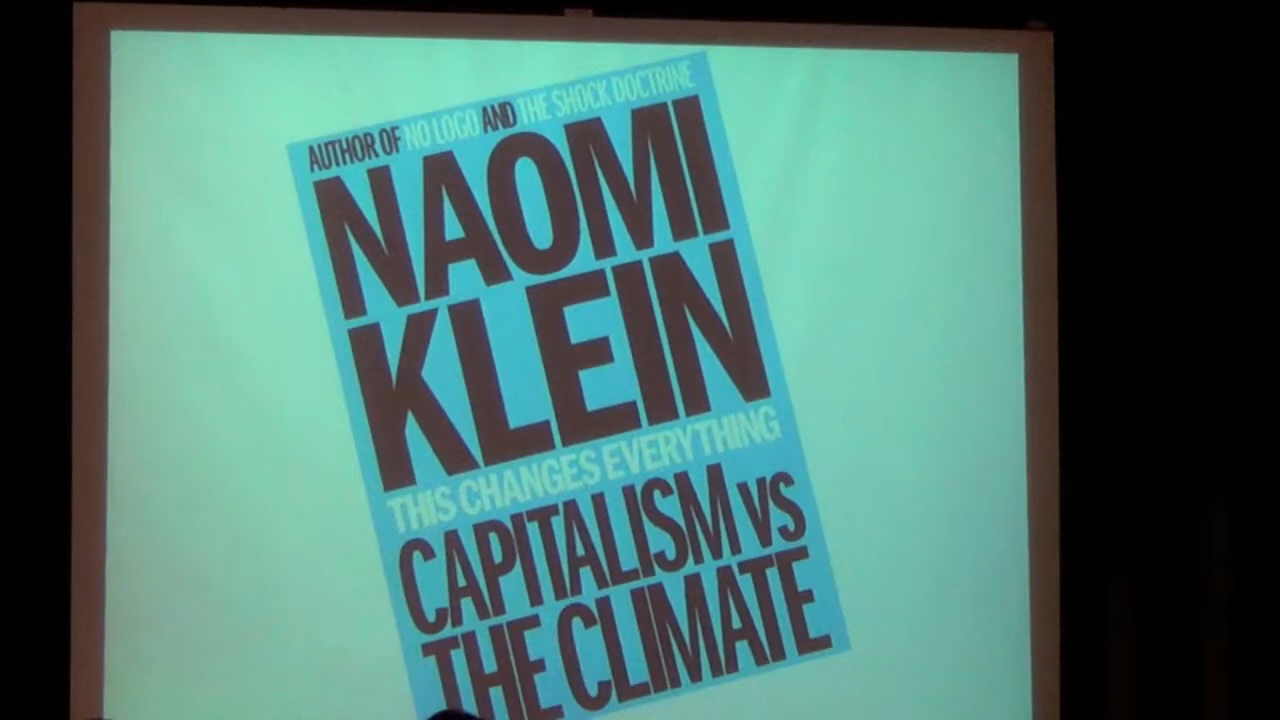 AUTHOR OF NO LOGO AND THE SHOCK DOCTRINE
NAOMI
KLEIN
THIS CHANGES EVERYTHING
CAPITALISM VS
THE CLIMATE